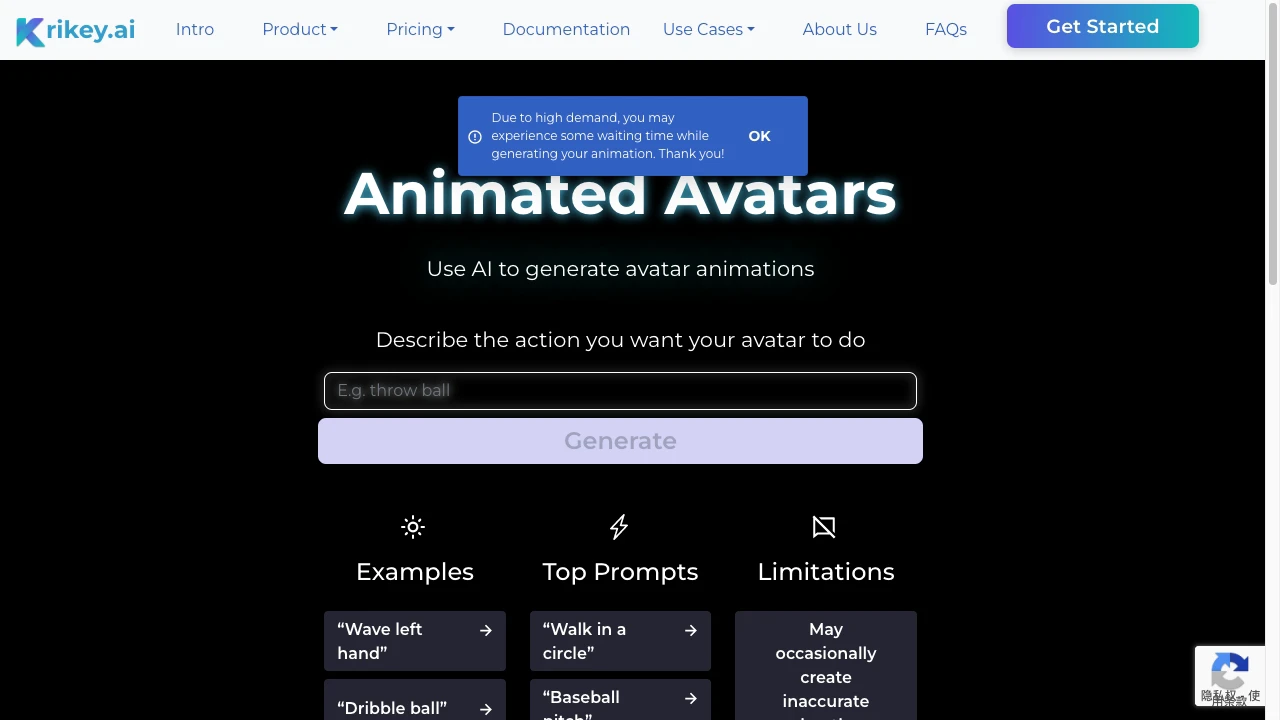 Krikey.ai
Intro
Product
Pricing
Documentation
Use Cases
About Us
FAQs
Get Started
Due to high demand, you may
experience some waiting time while
generating your animation. Thank you!
OK
Animated Avatars
Use AI to generate avatar animations
Describe the action you want your avatar to do
E.g. throw ball
Generate
Examples
Top Prompts
Limitations
“Wave left
hand”
“Walk in a
circle”
May
occasionally
create
inaccurate
“Dribble ball”
“Baseball
pitch”
隐私权 - 使
用条款